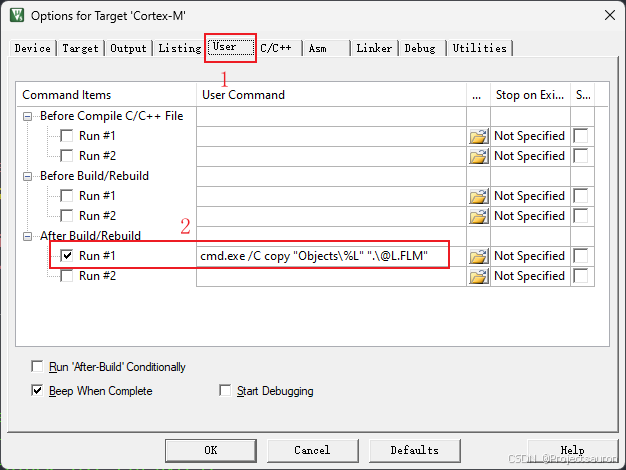 Options for Target 'Cortex-M'
Device Target Output Listing User C/C++ Asm Linker Debug Utilities
1
Command Items User Command ... Stop on Exi... S...
Before Compile C/C++ File
Run #1 Not Specified
Run #2 Not Specified
Before Build/Rebuild
Run #1 Not Specified
Run #2 Not Specified
2
After Build/Rebuild
Run #1 cmd.exe /C copy "Objects\%L" ".\@L.FLM" Not Specified
Run #2 Not Specified
Run 'After-Build' Conditionally
Beep When Complete Start Debugging
OK Cancel Defaults Help
CSDN @Projectsauron